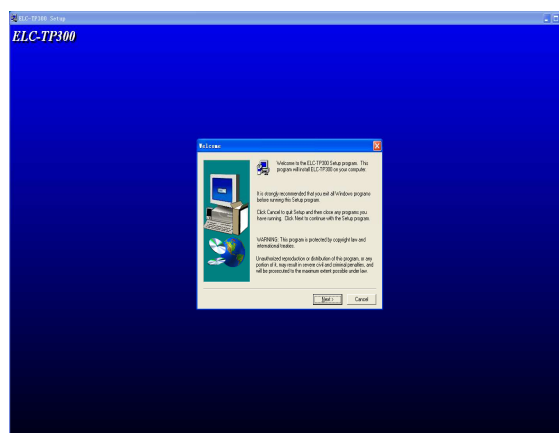 ELC-TP300 Setup
ELC-TP300
Welcome
Welcome to the ELC-TP300 Setup program. This
program will install ELC-TP300 on your computer.
It is strongly recommended that you exit all Windows programs
before running this Setup program.
Click Cancel to quit Setup and then close any programs you
have running. Click Next to continue with the Setup program.
WARNING: This program is protected by copyright law and
international treaties.
Unauthorized reproduction or distribution of this program, or any
portion of it, may result in severe civil and criminal penalties, and
will be prosecuted to the maximum extent possible under law.
Next >
Cancel